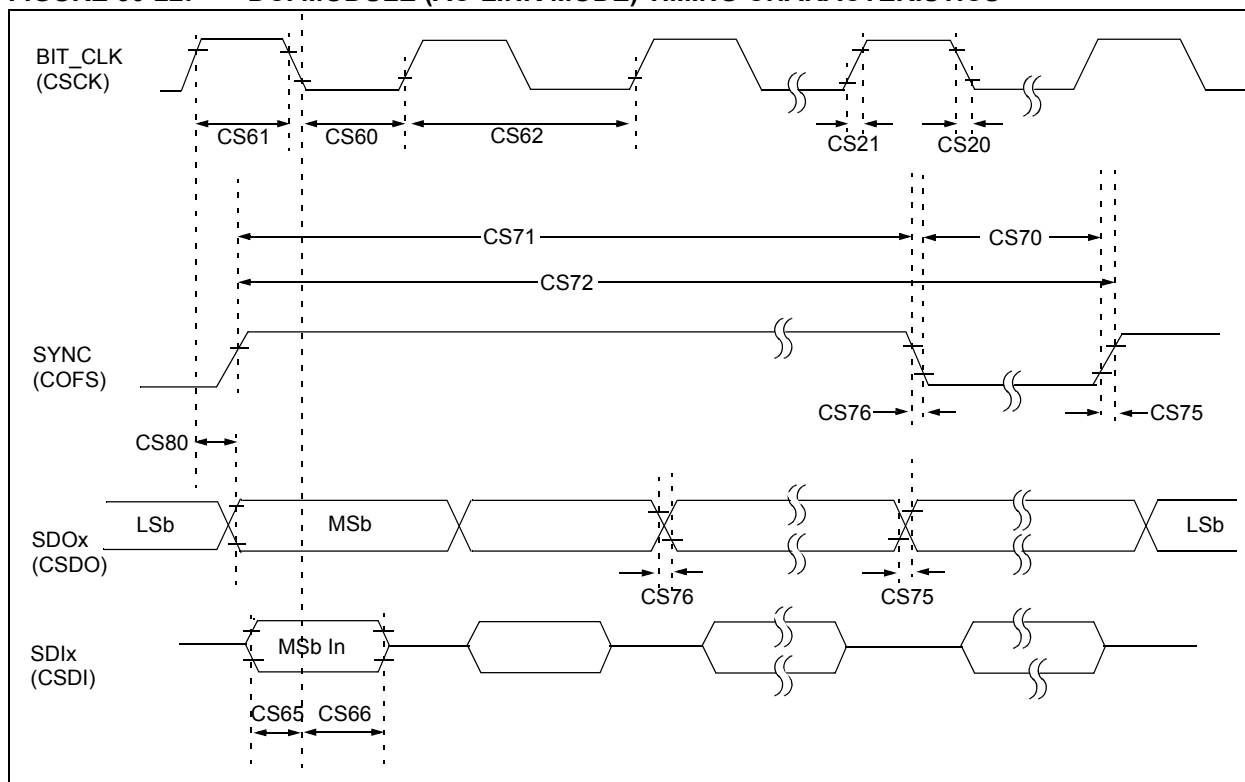 BIT_CLK
(CSCK)
CS61
CS60
CS62
CS21
CS20
CS71
CS70
CS72
SYNC
(COFS)
CS76
CS75
CS80
LSb
MSb
LSb
SDOx
(CSDO)
CS76
CS75
MSb In
SDIx
(CSDI)
CS65
CS66